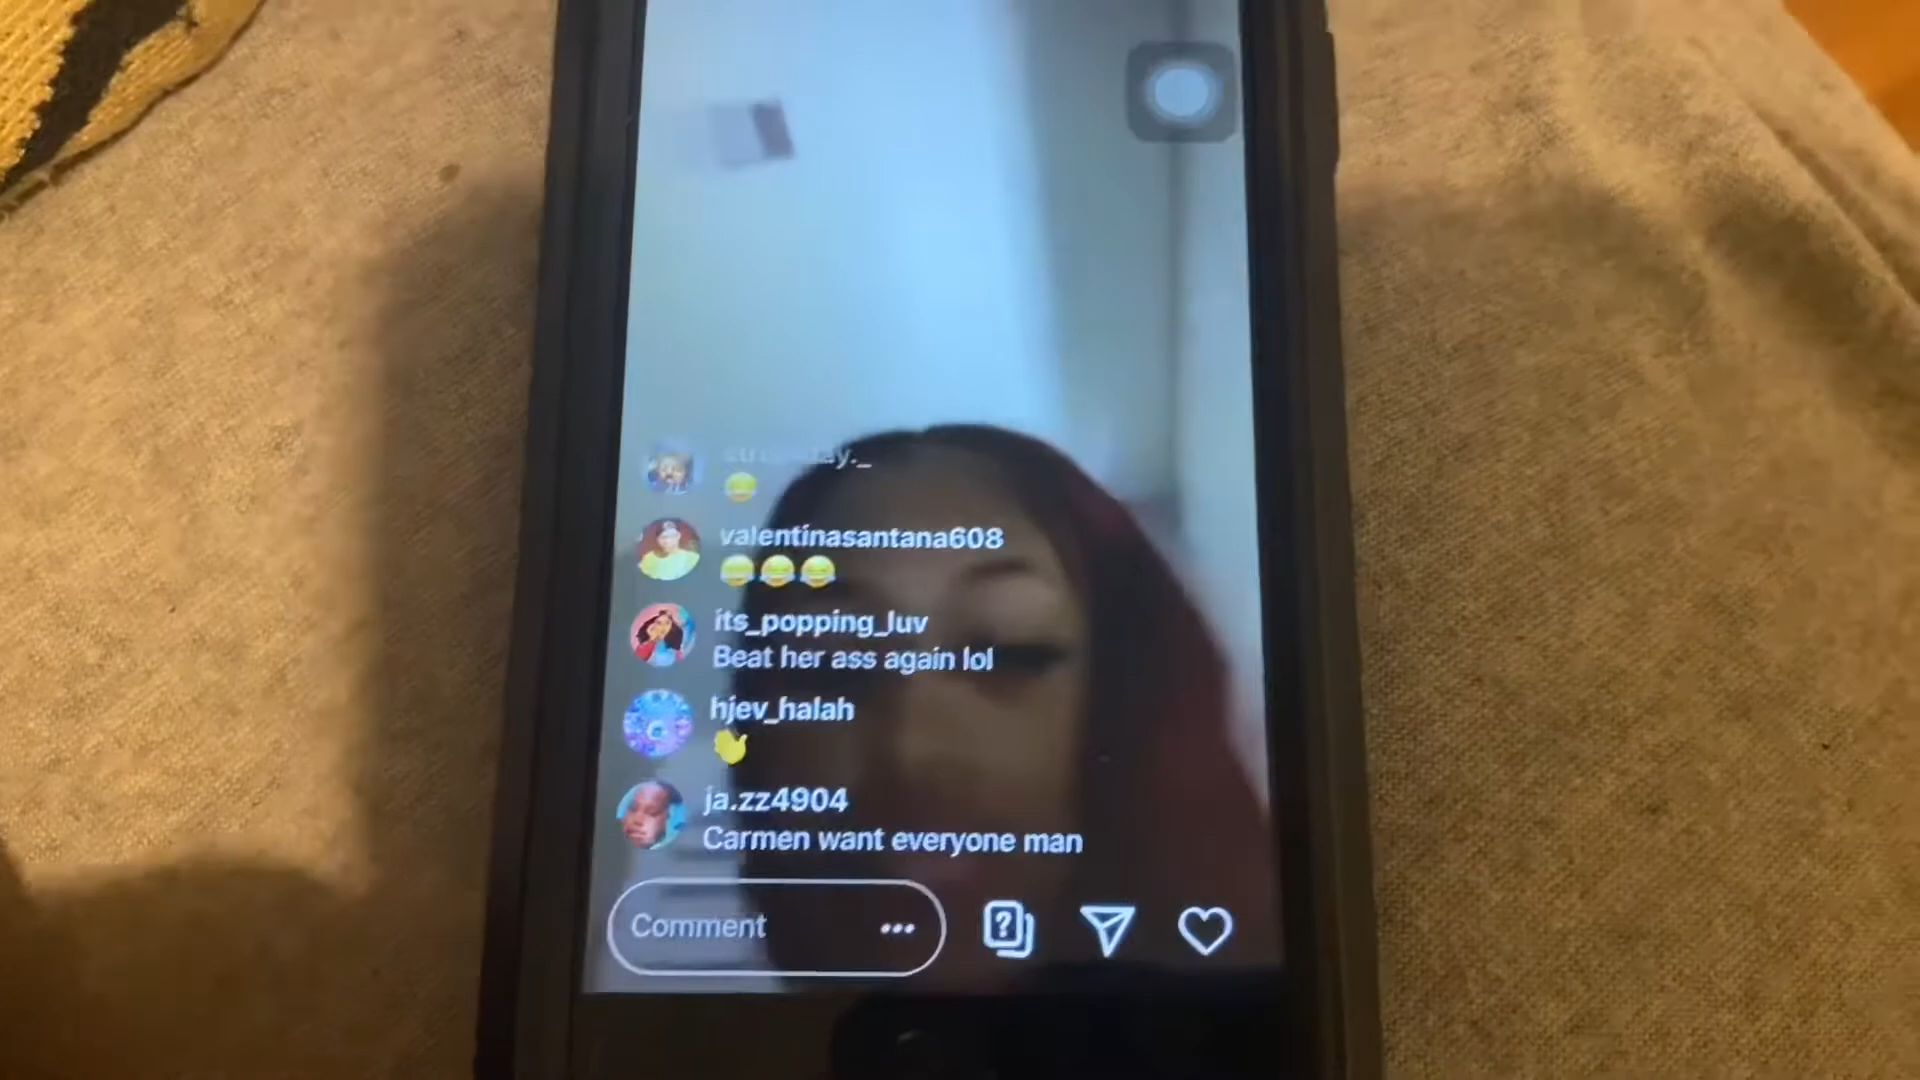 valentinasantana608
😂😂😂
its_popping_luv
Beat her ass again lol
hjev_halah
👋
ja.zz4904
Carmen want everyone man
Comment